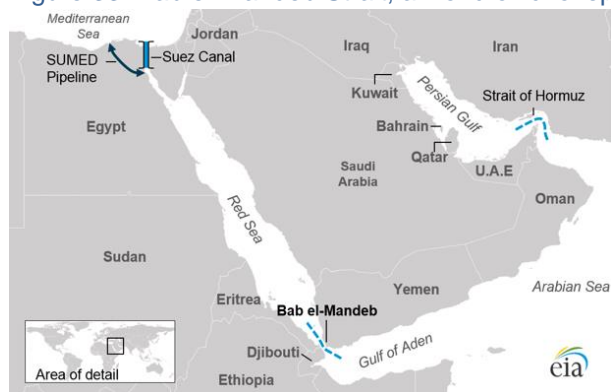 Mediterranean
Sea
Jordan
Iraq
Iran
SUMED
Pipeline
Suez Canal
Kuwait
Persian Gulf
Strait of Hormuz
Egypt
Bahrain
Qatar
Saudi
Arabia
U.A.E
Oman
Red Sea
Sudan
Yemen
Arabian Sea
Eritrea
Bab el-Mandeb
Djibouti
Gulf of Aden
Ethiopia
Area of detail
eia